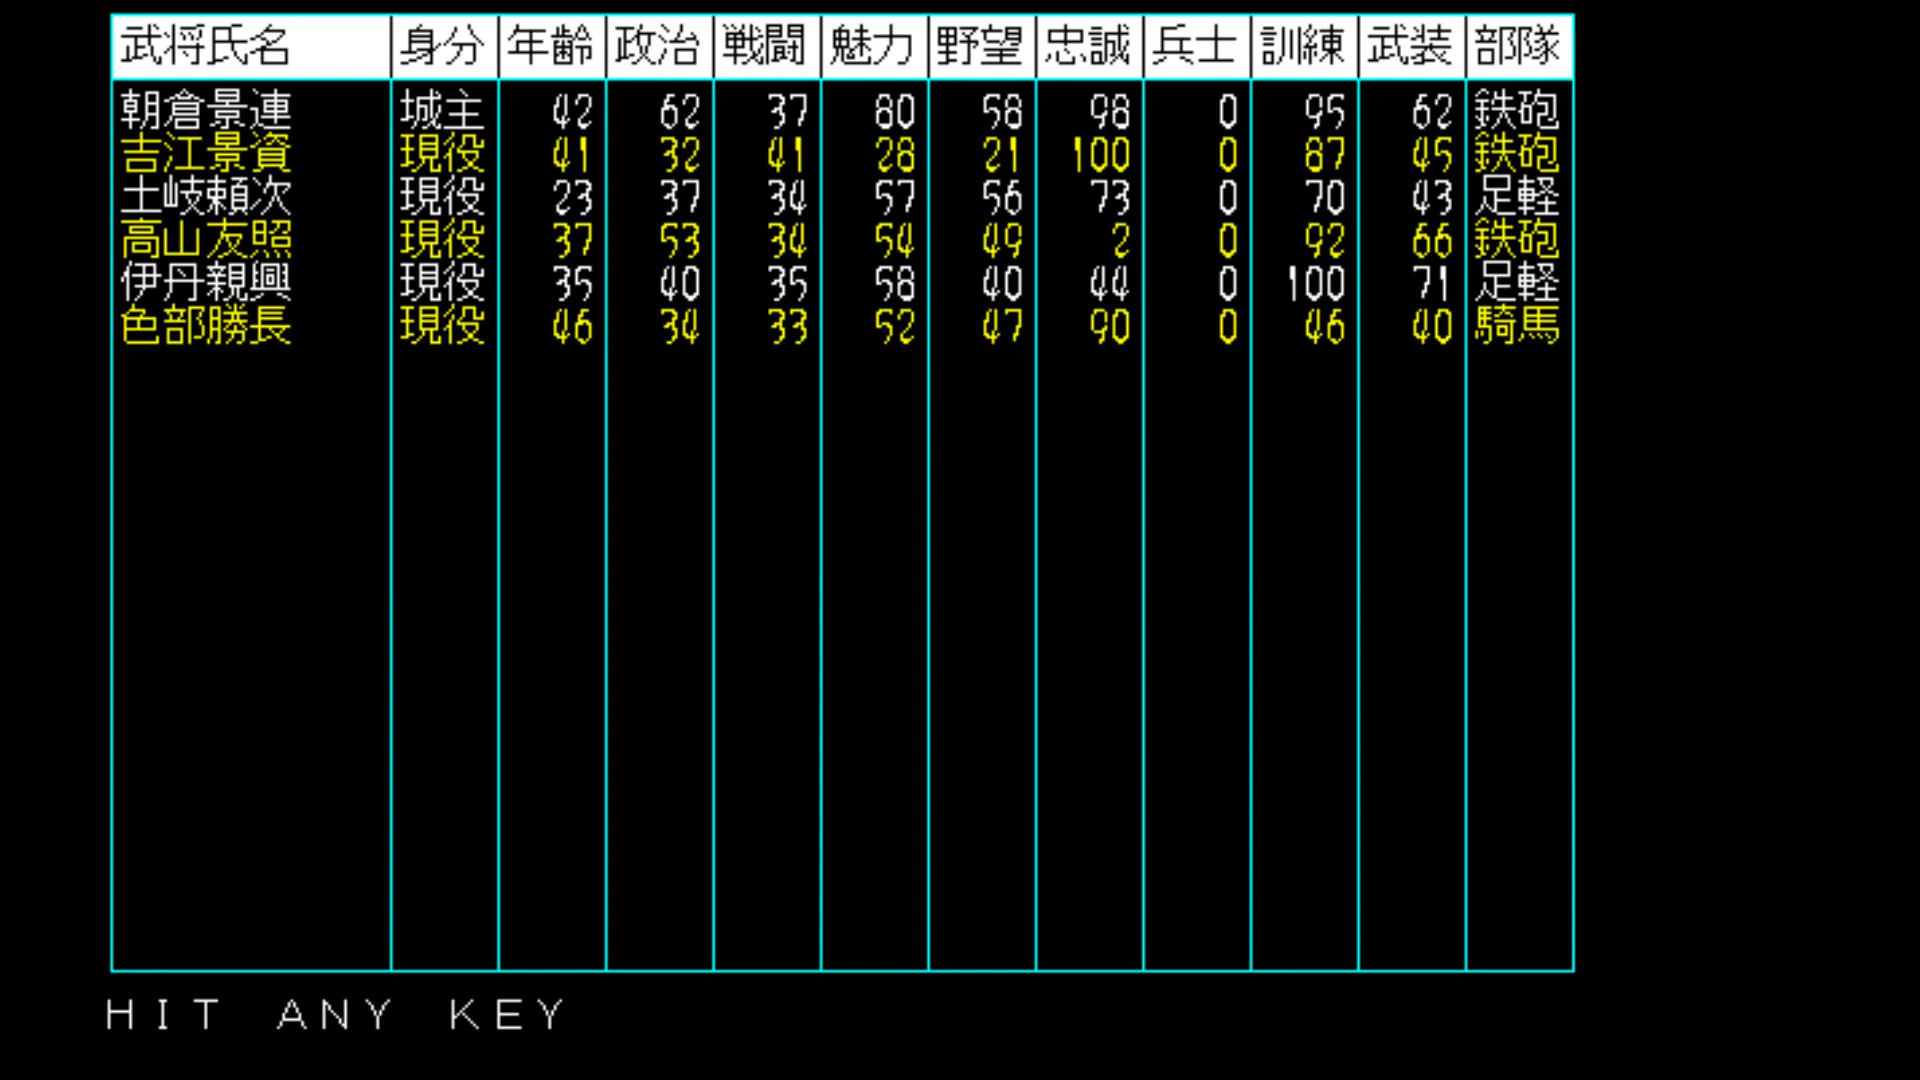 武将氏名 身分 年齢 政治 戦闘 魅力 野望 忠誠 兵士 訓練 武装 部隊
朝倉景連 城主 42 62 37 80 58 98 0 95 62 鉄砲
吉江景資 現役 41 32 41 28 21 100 0 87 45 鉄砲
土岐頼次 現役 23 37 34 57 56 73 0 70 43 足軽
高山友照 現役 37 53 34 54 49 2 0 92 66 鉄砲
伊丹親興 現役 35 40 35 58 40 44 0 100 71 足軽
色部勝長 現役 46 34 33 52 47 90 0 46 40 騎馬
HIT ANY KEY